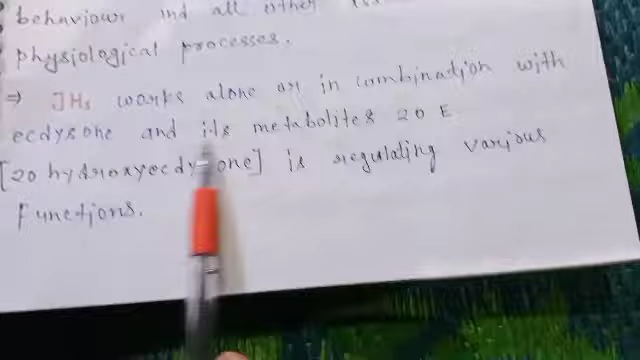 behaviour and all other
physiological processes.
⇒ JHs works alone or in combination with
ecdysone and its metabolites 20 E
[20 hydroxyecdysone] is regulating various
functions.